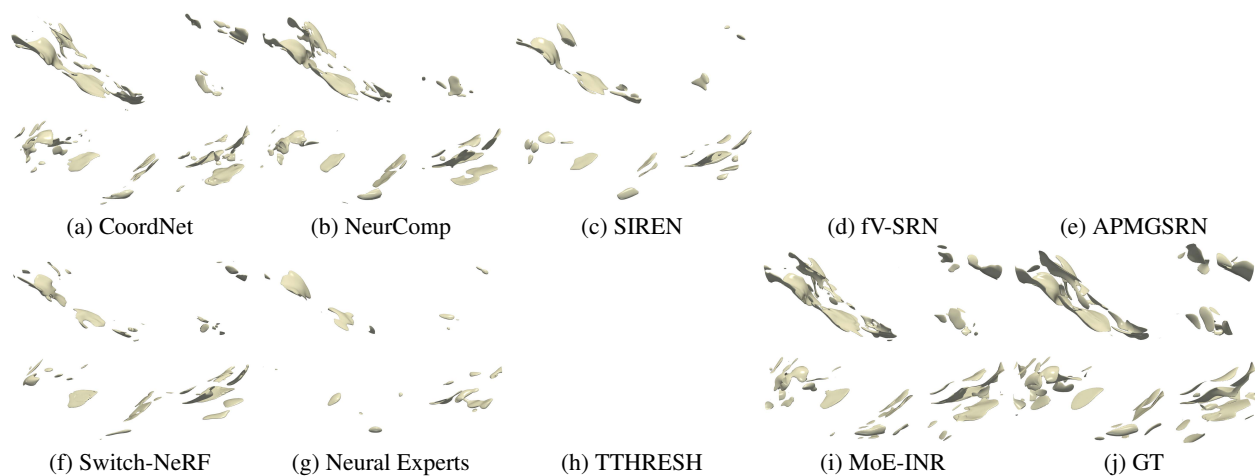 (a) CoordNet (b) NeurComp (c) SIREN (d) fV-SRN (e) APMGSRN
(f) Switch-NeRF (g) Neural Experts (h) TTHRESH (i) MoE-INR (j) GT